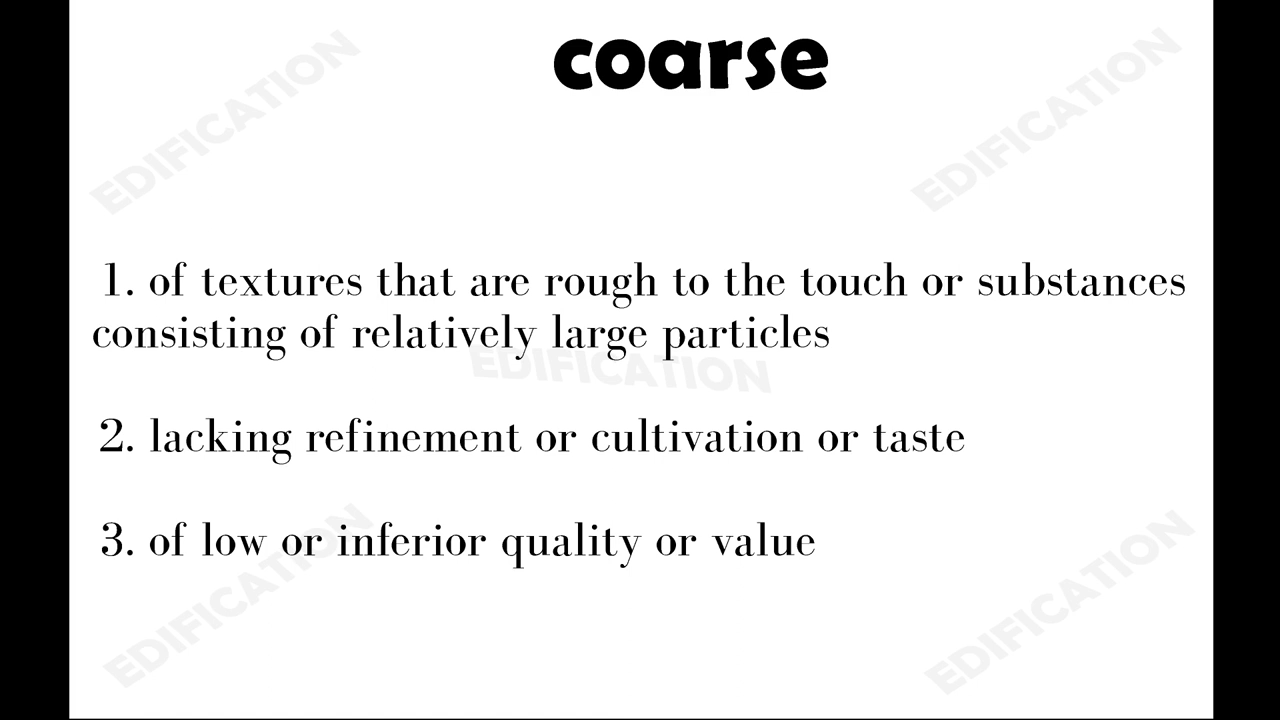 coarse
EDIFICATION
EDIFICATION
1. of textures that are rough to the touch or substances
consisting of relatively large particles
EDIFICATION
2. lacking refinement or cultivation or taste
3. of low or inferior quality or value
EDIFICATION
EDIFICATION